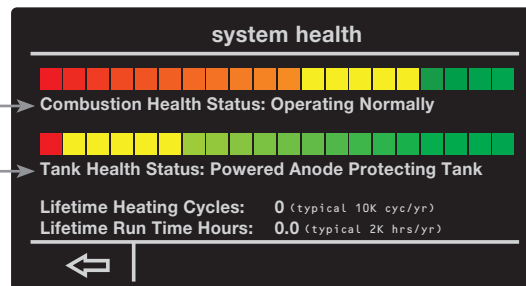 system health
Combustion Health Status: Operating Normally
Tank Health Status: Powered Anode Protecting Tank
Lifetime Heating Cycles: 0 (typical 10K cyc/yr)
Lifetime Run Time Hours: 0.0 (typical 2K hrs/yr)